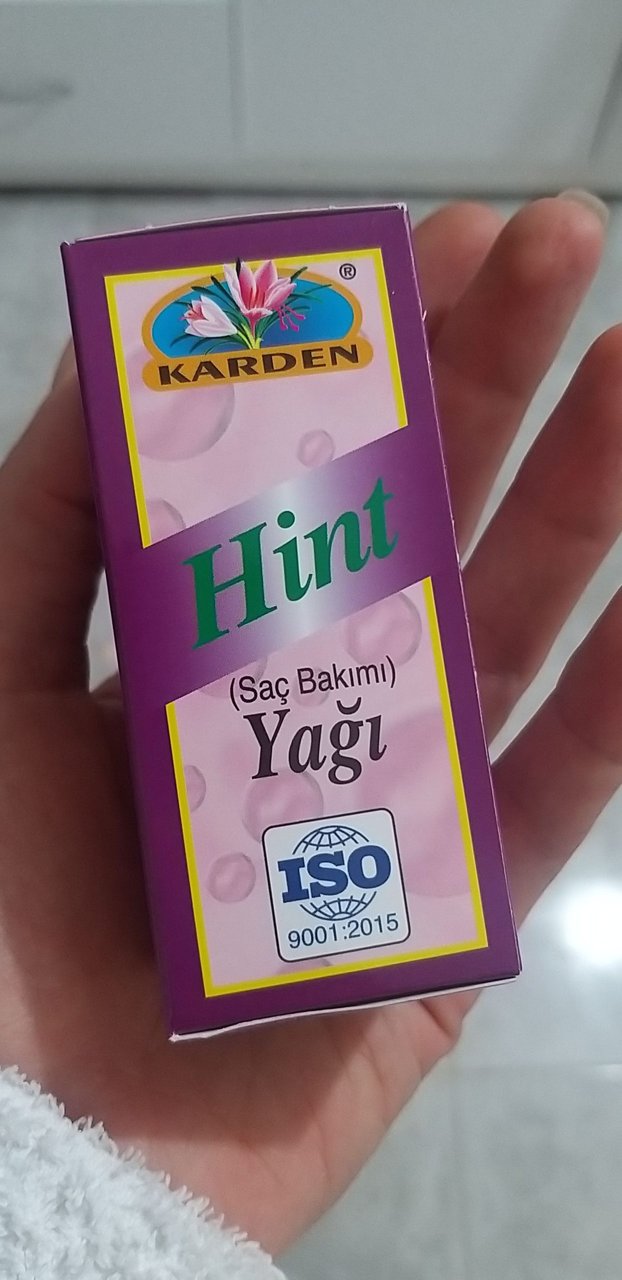 ®
KARDEN
Hint
(Saç Bakımı)
Yağı
ISO
9001:2015